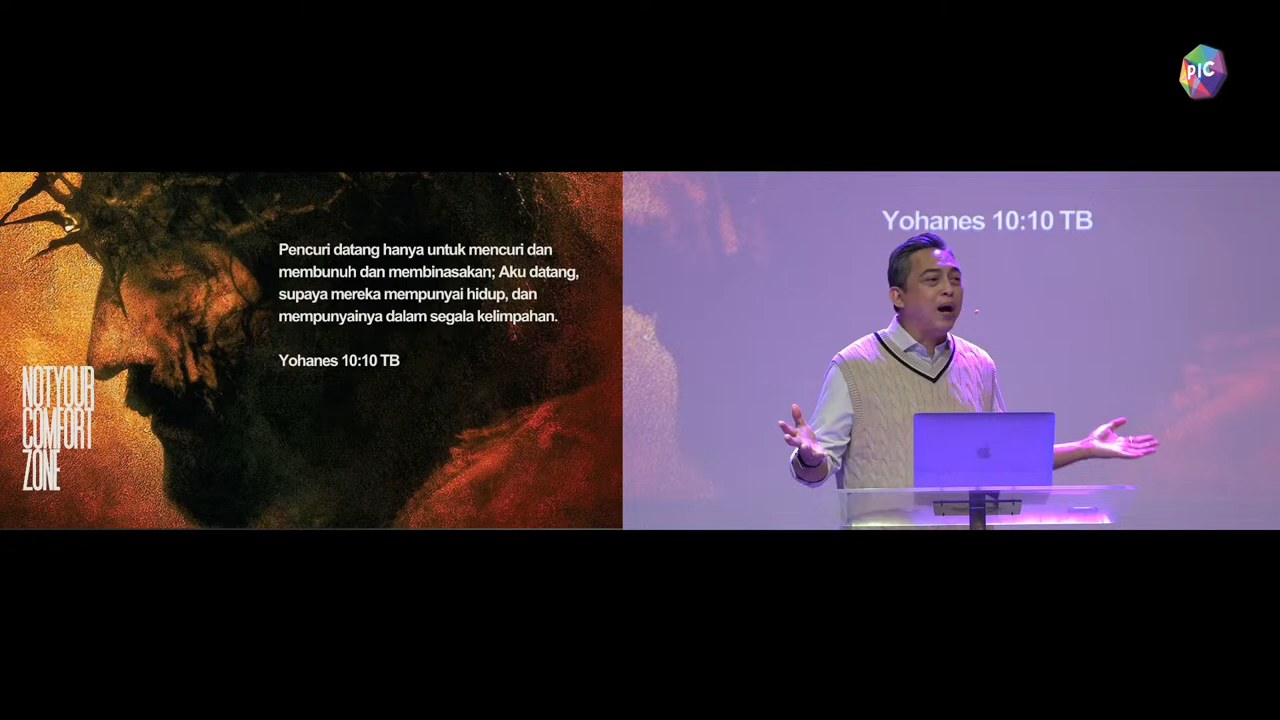 PIC
Pencuri datang hanya untuk mencuri dan
membunuh dan membinasakan; Aku datang,
supaya mereka mempunyai hidup, dan
mempunyainya dalam segala kelimpahan.
Yohanes 10:10 TB
NOT YOUR
COMFORT
ZONE
Yohanes 10:10 TB